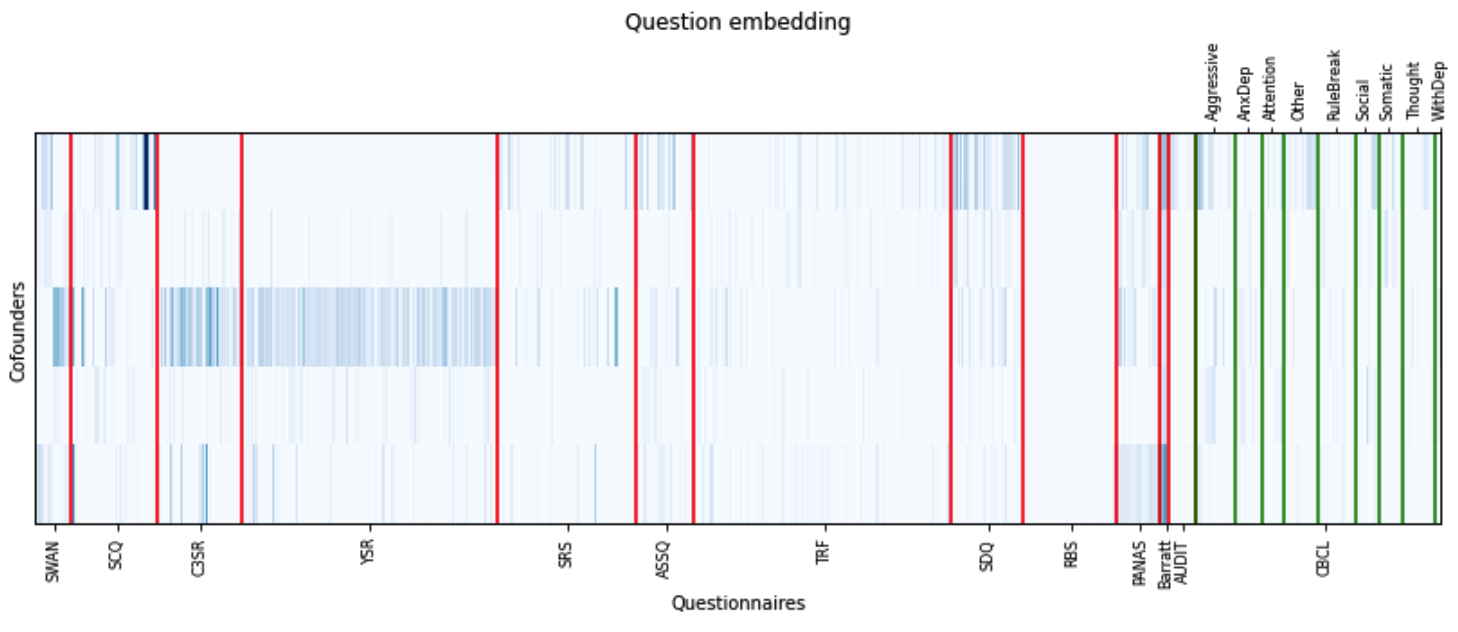 Question embedding
Aggressive
AnxDep
Attention
Other
RuleBreak
Social
Somatic
Thought
WithDep
Cofounders
SWAN
SCQ
C3SR
YSR
SRS
ASSQ
TRF
SDQ
RBS
PANAS
Barratt
AUDIT
CBCL
Questionnaires